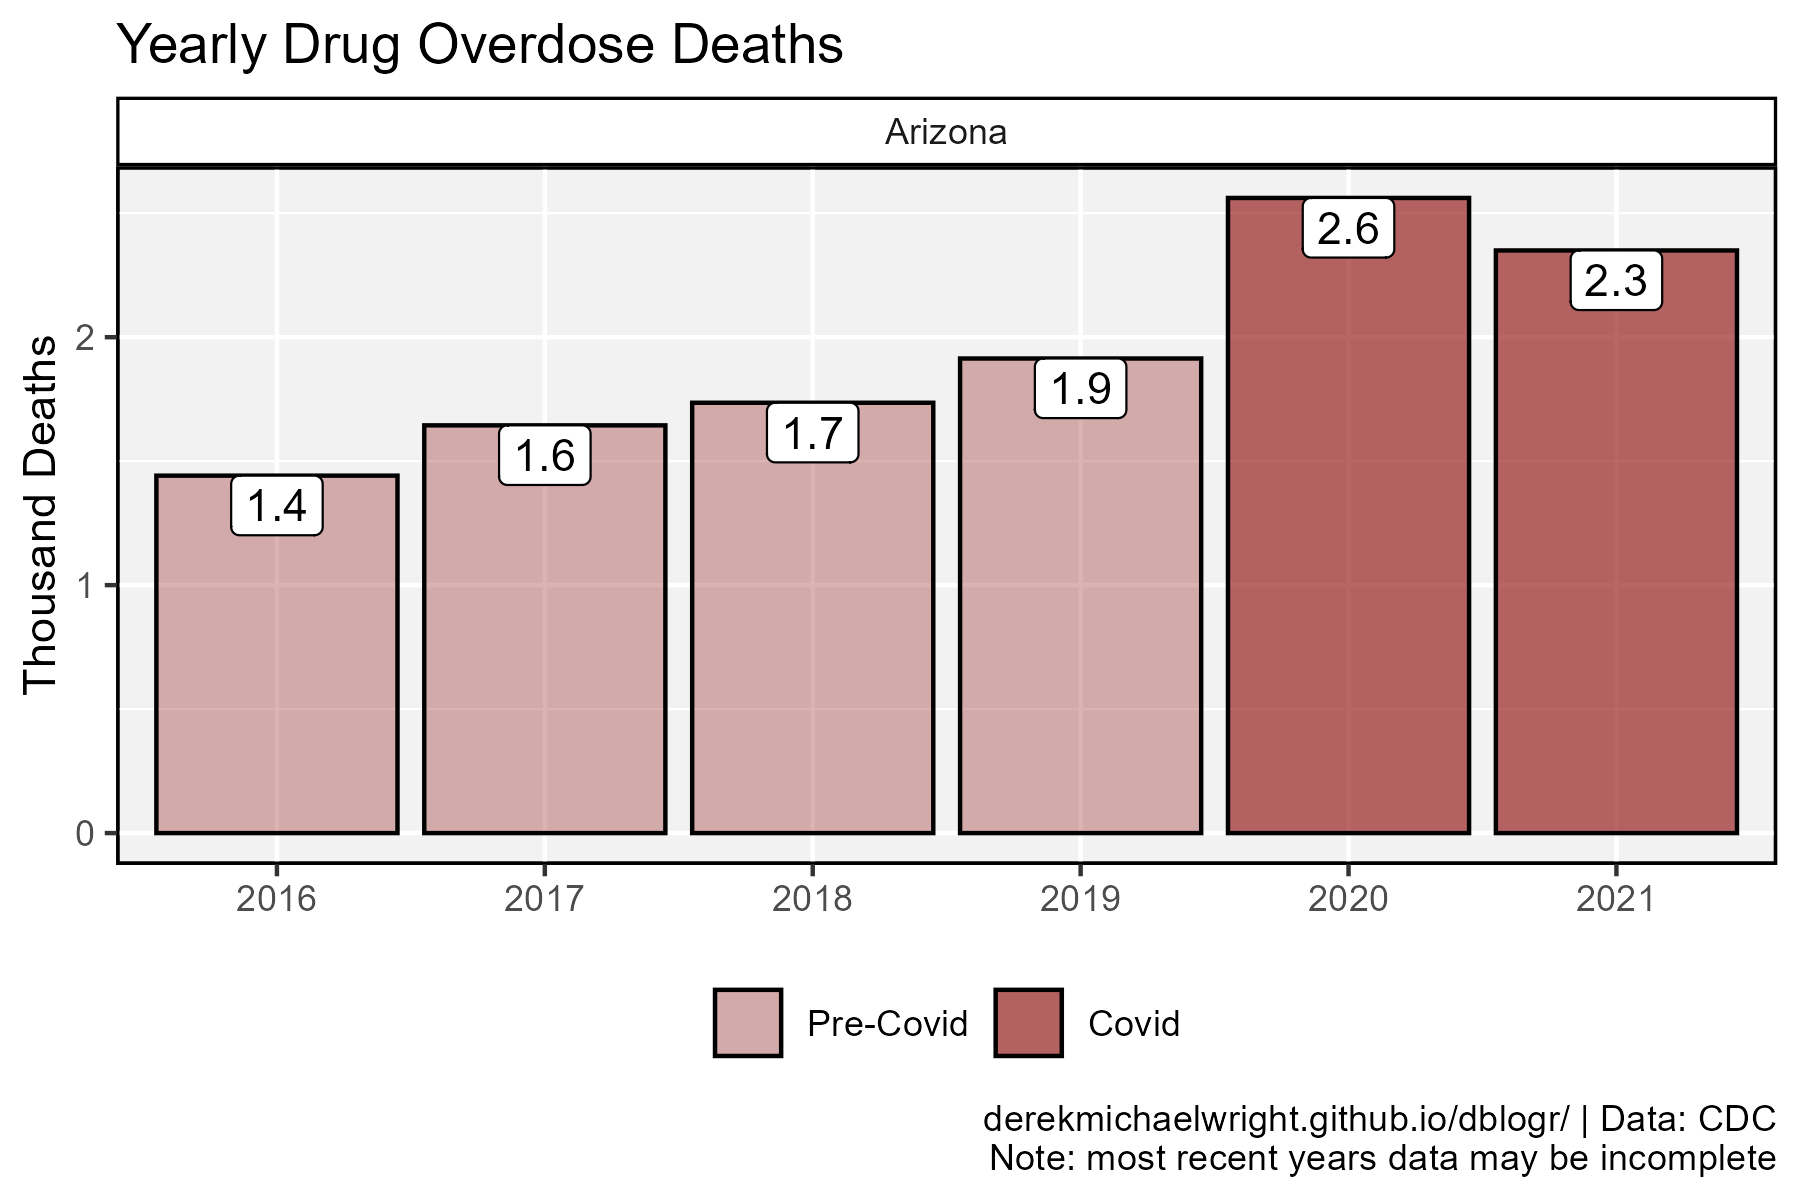 Yearly Drug Overdose Deaths
Arizona
Thousand Deaths
2
1
0
1.4
1.6
1.7
1.9
2.6
2.3
2016
2017
2018
2019
2020
2021
Pre-Covid
Covid
derekmichaelwright.github.io/dblogr/ | Data: CDC
Note: most recent years data may be incomplete